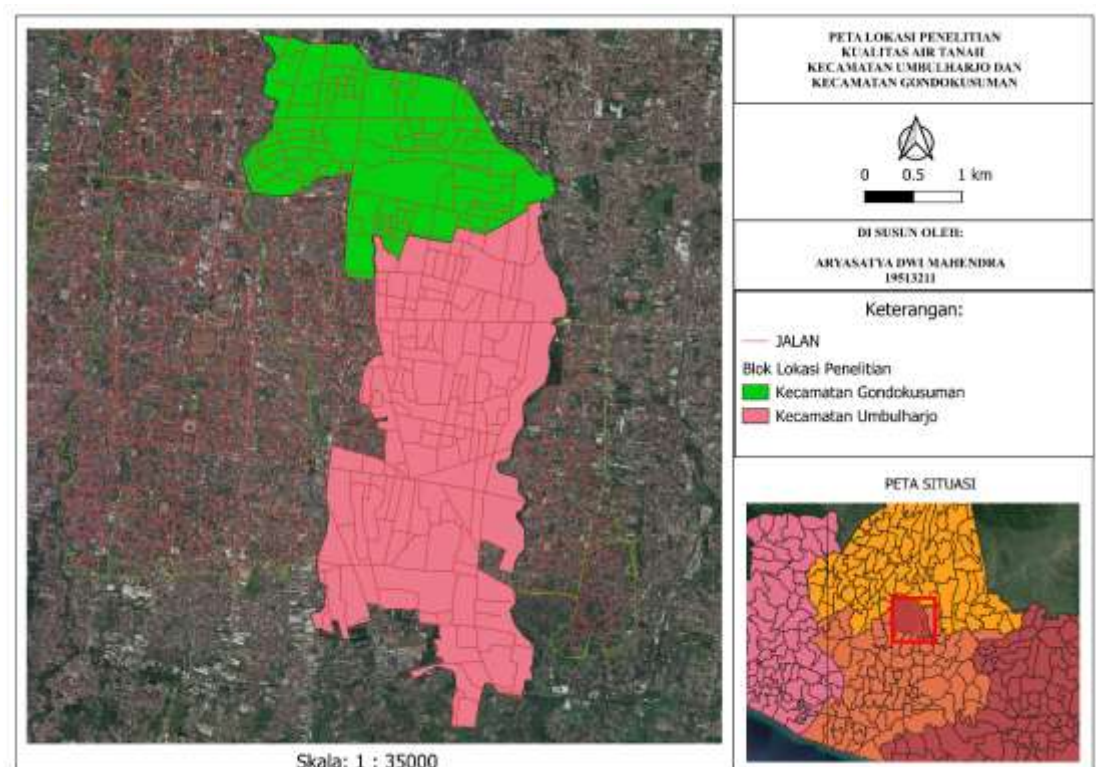 PETA LOKASI PENELITIAN
KUALITAS AIR TANAH
KECAMATAN UMBULHARJO DAN
KECAMATAN GONDOKUSUMAN
0 0.5 1 km
DI SUSUN OLEH:
ARYASATYA DWI MAHENDRA
19513211
Keterangan:
JALAN
Blok Lokasi Penelitian
Kecamatan Gondokusuman
Kecamatan Umbulharjo
PETA SITUASI
Skala: 1 : 35000